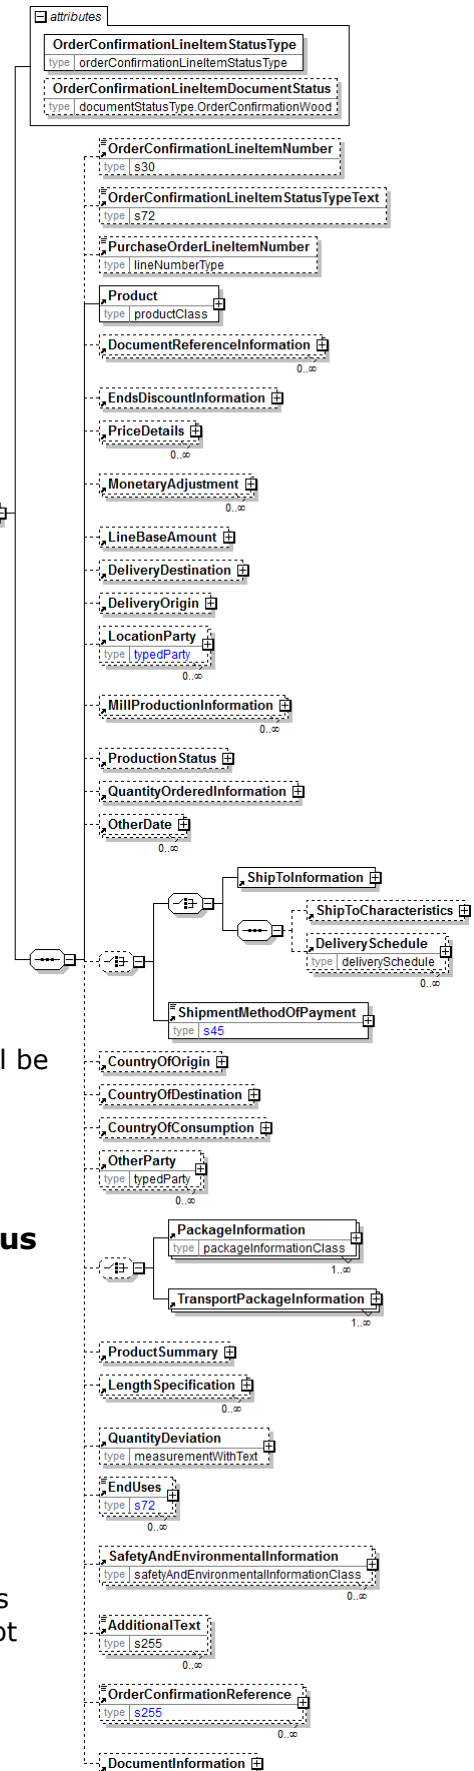 attributes
OrderConfirmationLineItemStatusType
type orderConfirmationLineItemStatusType
OrderConfirmationLineItemDocumentStatus
type documentStatusType.OrderConfirmationWood
OrderConfirmationLineItemNumber
type s30
OrderConfirmationLineItemStatusTypeText
type s72
PurchaseOrderLineItemNumber
type lineNumberType
Product
type productClass
DocumentReferenceInformation
0..∞
EndsDiscountInformation
PriceDetails
0..∞
MonetaryAdjustment
0..∞
LineBaseAmount
DeliveryDestination
DeliveryOrigin
LocationParty
type typedParty
0..∞
MillProductionInformation
0..∞
ProductionStatus
QuantityOrderedInformation
OtherDate
0..∞
ShipToInformation
ShipToCharacteristics
DeliverySchedule
type deliverySchedule
0..∞
ShipmentMethodOfPayment
type s45
l be
CountryOfOrigin
CountryOfDestination
CountryOfConsumption
OtherParty
type typedParty
0..∞
us
PackageInformation
type packageInformationClass
1..∞
TransportPackageInformation
1..∞
ProductSummary
LengthSpecification
0..∞
QuantityDeviation
type measurementWithText
EndUses
type s72
0..∞
SafetyAndEnvironmentalInformation
type safetyAndEnvironmentalInformationClass
0..∞
s
ot
AdditionalText
type s255
0..∞
OrderConfirmationReference
type s255
0..∞
DocumentInformation